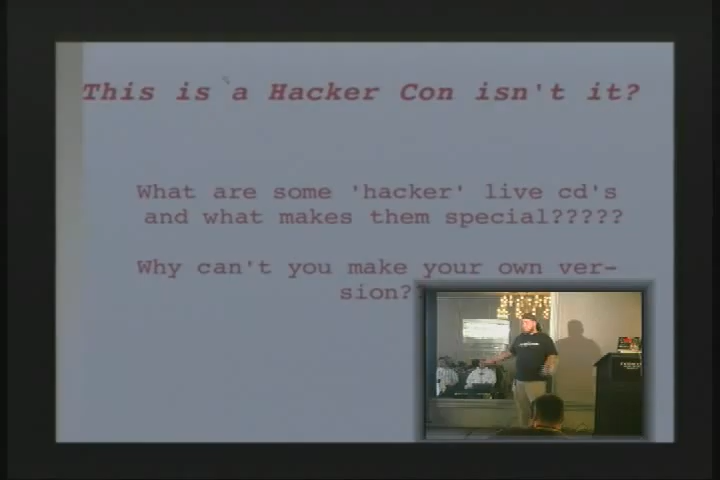 This is a Hacker Con isn't it?
What are some 'hacker' live cd's
and what makes them special?????
Why can't you make your own ver-
sion?